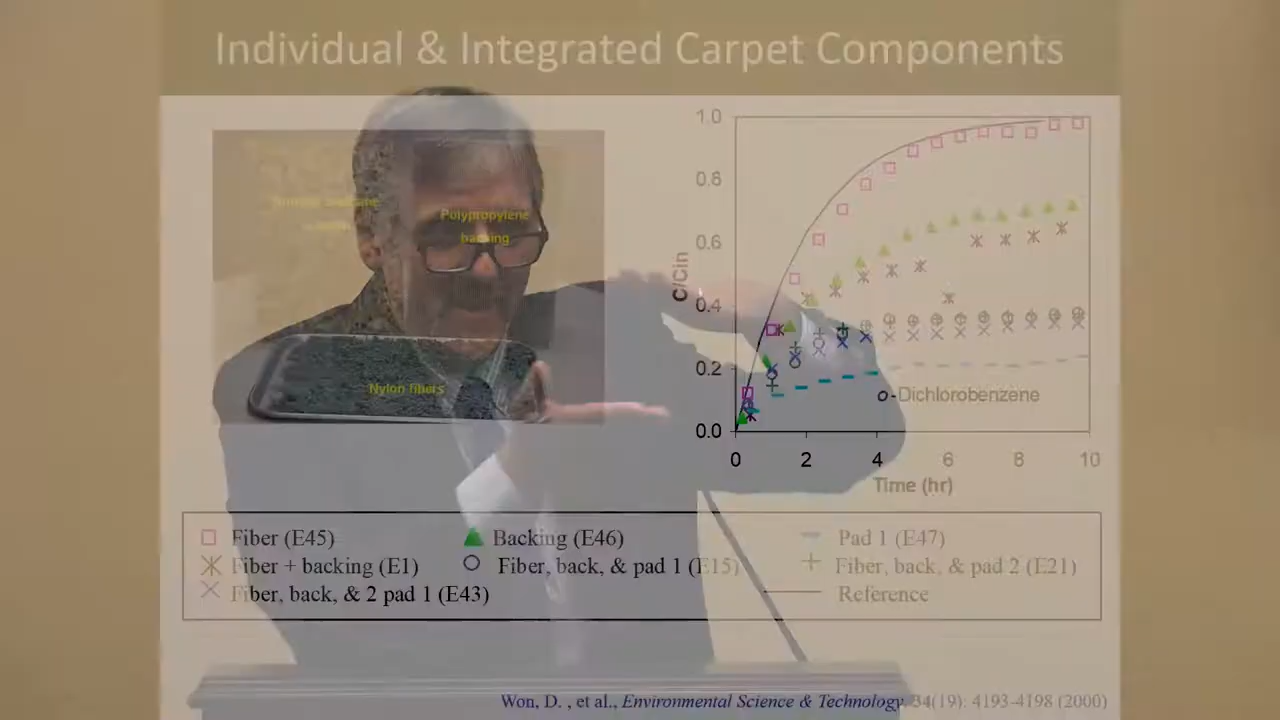 Individual & Integrated Carpet Components
Polypropylene
backing
Nylon fibers
C/Cin
1.0
0.8
0.6
0.4
0.2
0.0
0 2 4 6 8 10
Time (hr)
o-Dichlorobenzene
Fiber (E45) Backing (E46) Pad 1 (E47)
Fiber + backing (E1) Fiber, back, & pad 1 (E15) Fiber, back, & pad 2 (E21)
Fiber, back, & 2 pad 1 (E43) Reference
Won, D. , et al., Environmental Science & Technology, 34(19): 4193-4198 (2000)